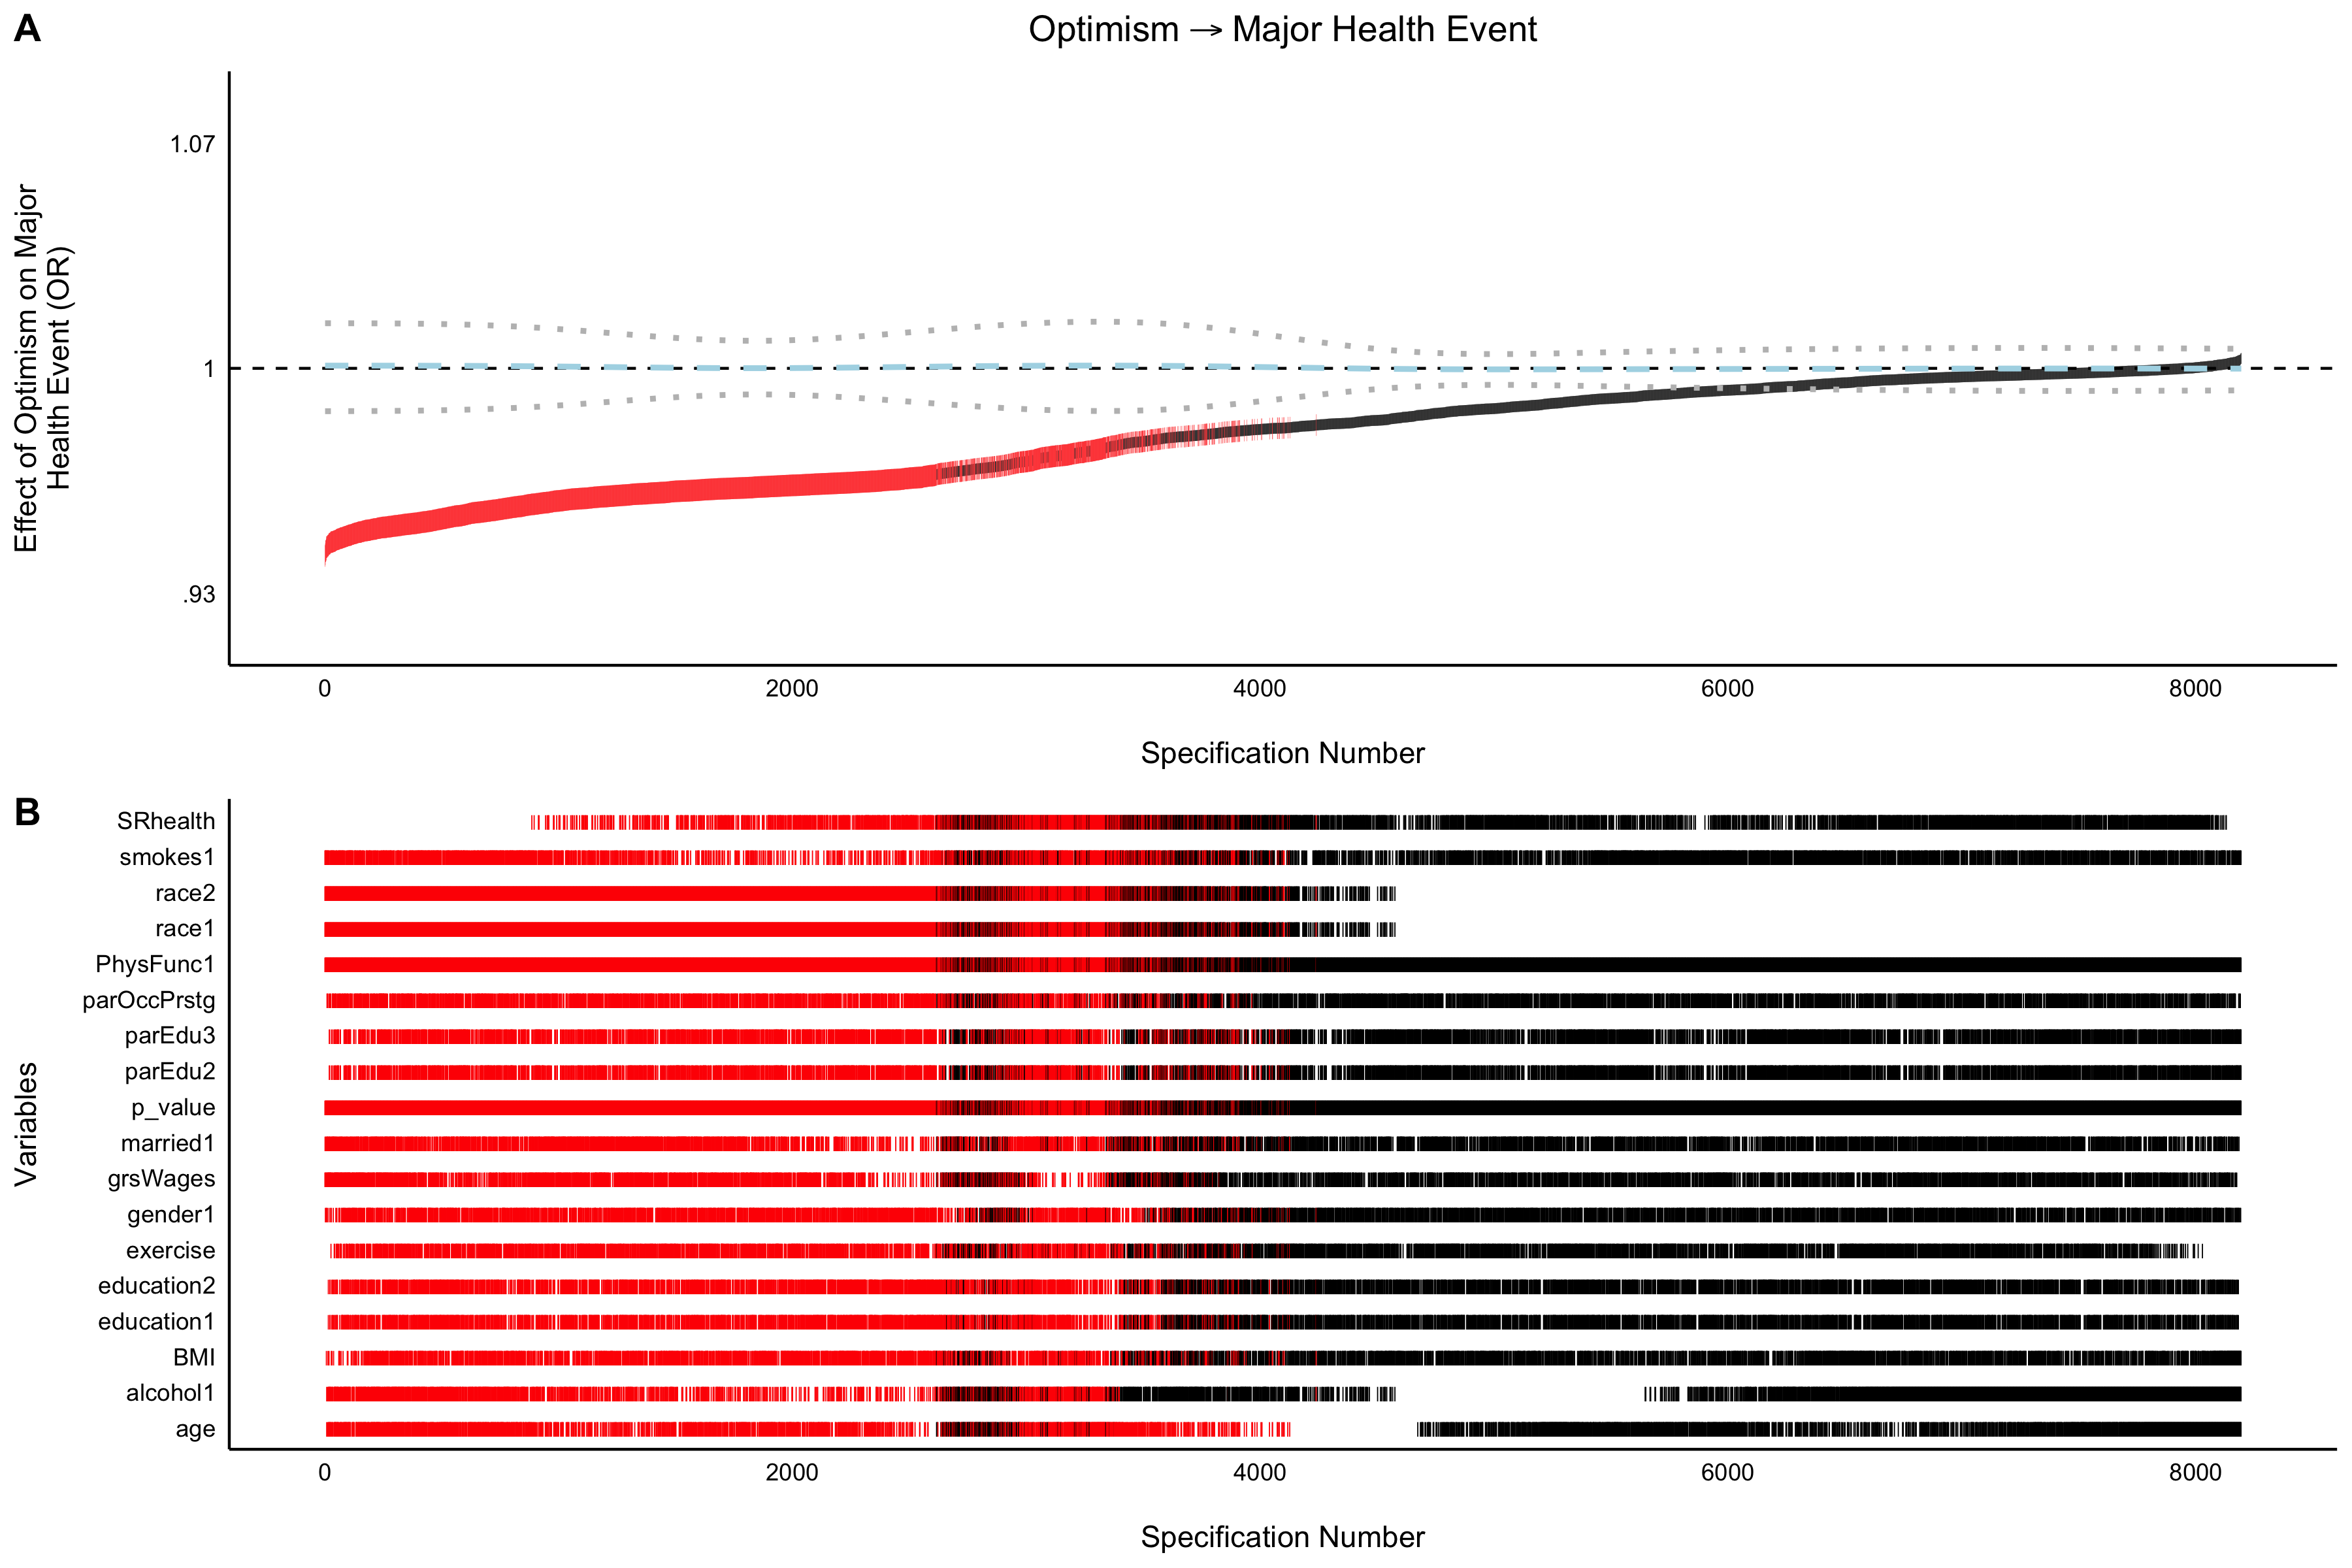 A
Optimism → Major Health Event
Effect of Optimism on Major
Health Event (OR)
1.07
1
.93
0 2000 4000 6000 8000
Specification Number
B
Variables
SRhealth
smokes1
race2
race1
PhysFunc1
parOccPrstg
parEdu3
parEdu2
p_value
married1
grsWages
gender1
exercise
education2
education1
BMI
alcohol1
age
0 2000 4000 6000 8000
Specification Number